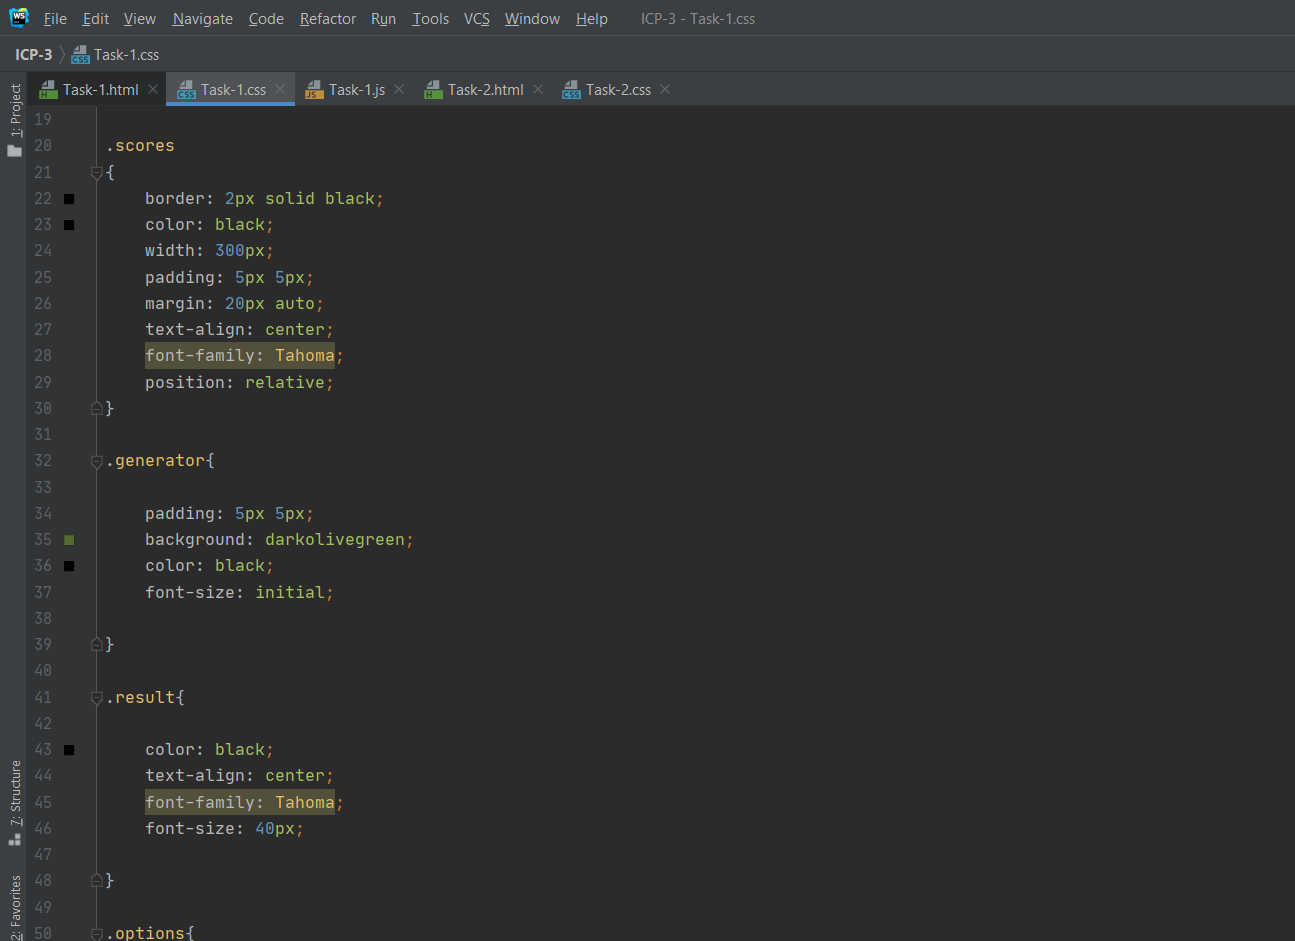 WS File Edit View Navigate Code Refactor Run Tools VCS Window Help ICP-3 - Task-1.css
ICP-3 Task-1.css
Task-1.html Task-1.css Task-1.js Task-2.html Task-2.css
1: Project
7: Structure
2: Favorites
19
20 .scores
21 {
22 border: 2px solid black;
23 color: black;
24 width: 300px;
25 padding: 5px 5px;
26 margin: 20px auto;
27 text-align: center;
28 font-family: Tahoma;
29 position: relative;
30 }
31
32 .generator{
33
34 padding: 5px 5px;
35 background: darkolivegreen;
36 color: black;
37 font-size: initial;
38
39 }
40
41 .result{
42
43 color: black;
44 text-align: center;
45 font-family: Tahoma;
46 font-size: 40px;
47
48 }
49
50 .options{